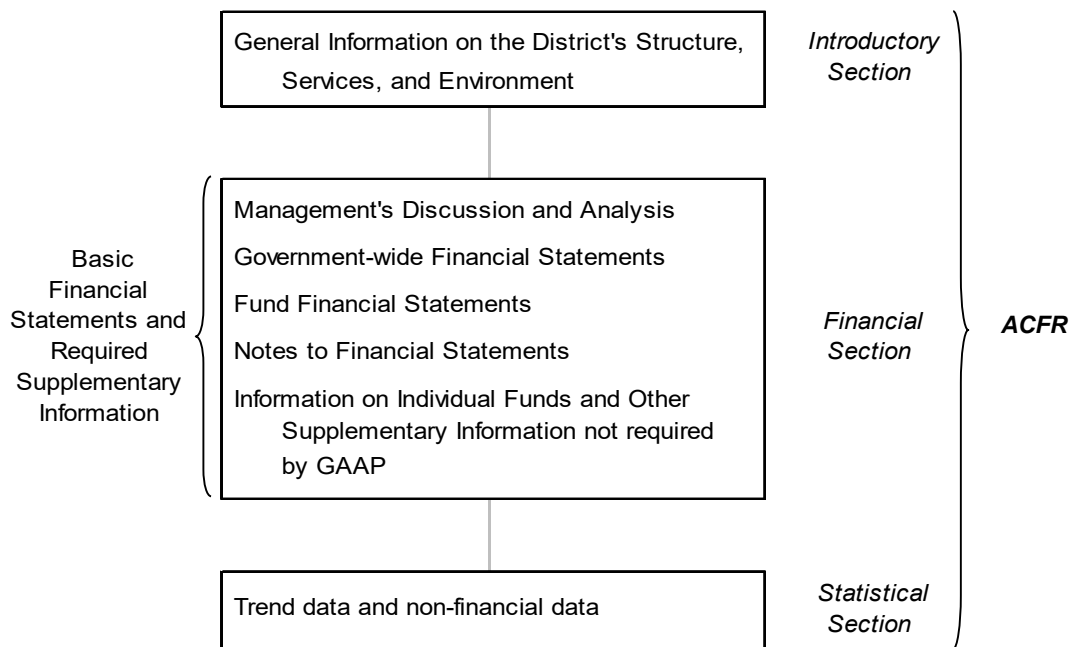 General Information on the District's Structure,
Services, and Environment
Introductory
Section
Basic
Financial
Statements and
Required
Supplementary
Information
Management's Discussion and Analysis
Government-wide Financial Statements
Fund Financial Statements
Notes to Financial Statements
Information on Individual Funds and Other
Supplementary Information not required
by GAAP
Financial
Section
ACFR
Trend data and non-financial data
Statistical
Section